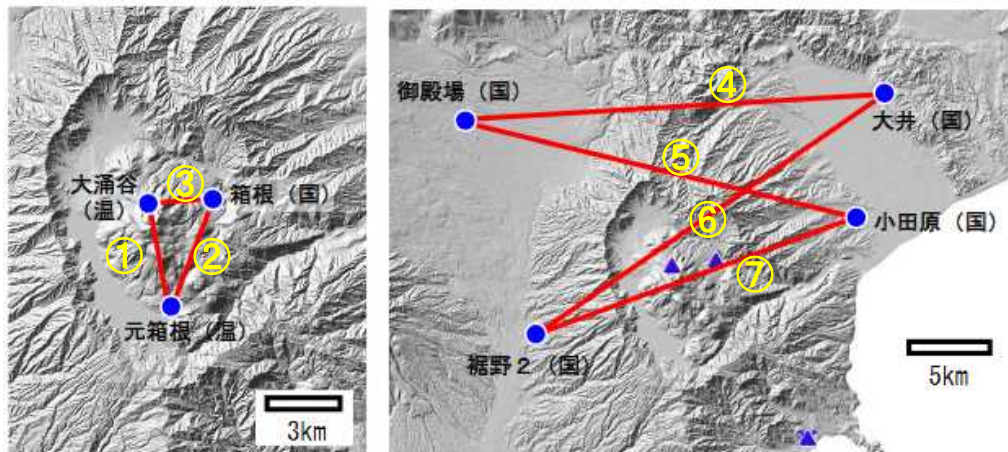 大涌谷
（温）
③
箱根（国）
①
②
元箱根（温）
3km
御殿場（国）
④
大井（国）
⑤
⑥
小田原（国）
⑦
裾野２（国）
5km